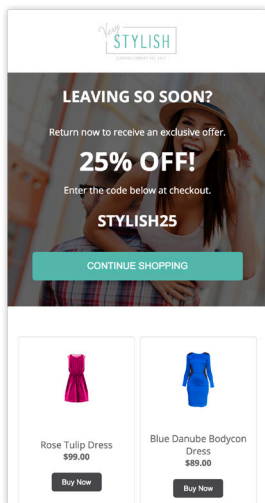 Very
STYLISH
LEAVING SO SOON?
Return now to receive an exclusive offer.
25% OFF!
Enter the code below at checkout.
STYLISH25
CONTINUE SHOPPING
Rose Tulip Dress
$99.00
Buy Now
Blue Danube Bodycon
Dress
$89.00
Buy Now